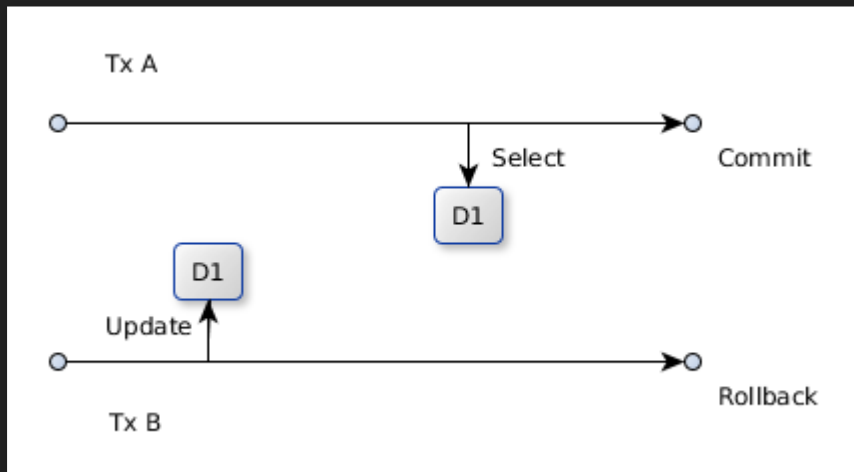 Tx A
Select
Commit
D1
D1
Update
Rollback
Tx B